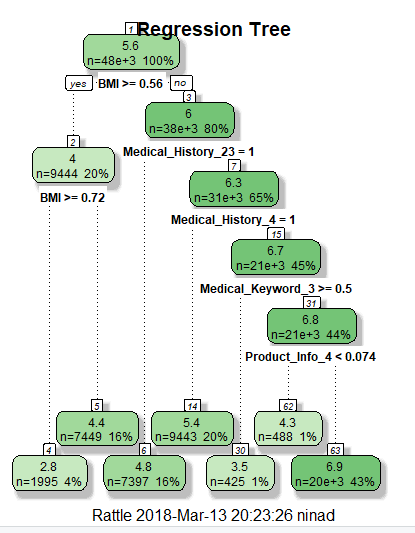 Regression Tree
1
5.6
n=48e+3 100%
yes BMI >= 0.56 no
3
6
n=38e+3 80%
2
4
n=9444 20%
Medical_History_23 = 1
7
6.3
n=31e+3 65%
BMI >= 0.72
Medical_History_4 = 1
15
6.7
n=21e+3 45%
Medical_Keyword_3 >= 0.5
31
6.8
n=21e+3 44%
Product_Info_4 < 0.074
5
4.4
n=7449 16%
14
5.4
n=9443 20%
62
4.3
n=488 1%
4
2.8
n=1995 4%
6
4.8
n=7397 16%
30
3.5
n=425 1%
63
6.9
n=20e+3 43%
Rattle 2018-Mar-13 20:23:26 ninad